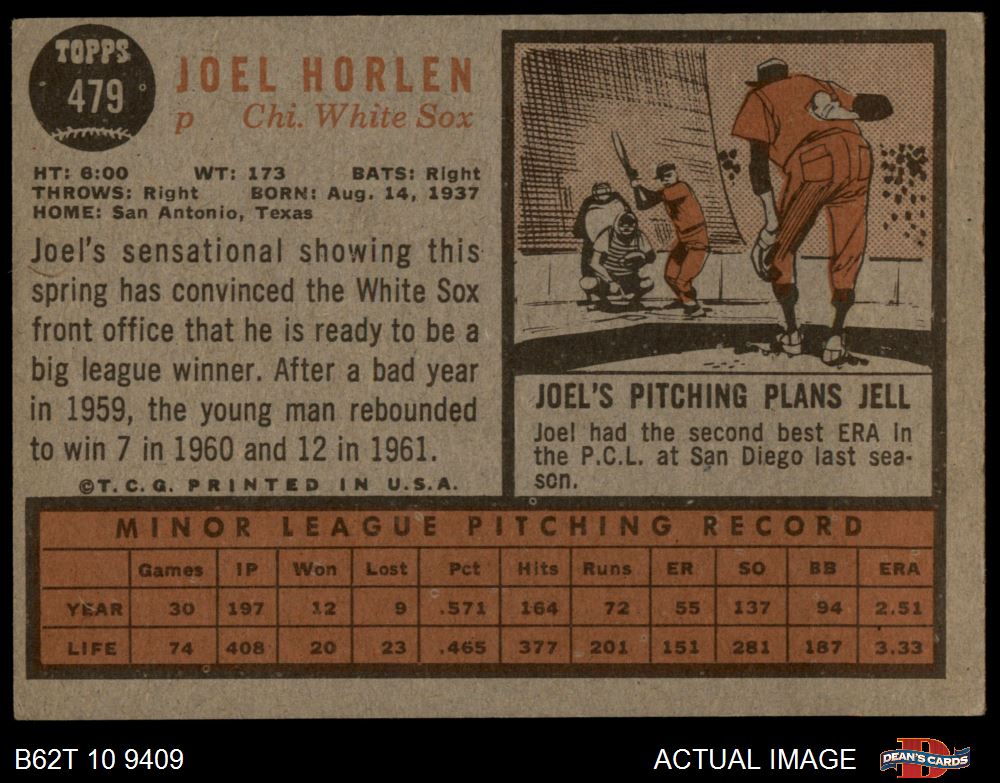 TOPPS
479
JOEL HORLEN
p Chi. White Sox
HT: 6:00 WT: 173 BATS: Right
THROWS: Right BORN: Aug. 14, 1937
HOME: San Antonio, Texas
Joel's sensational showing this
spring has convinced the White Sox
front office that he is ready to be a
big league winner. After a bad year
in 1959, the young man rebounded
to win 7 in 1960 and 12 in 1961.
©T.C.G. PRINTED IN U.S.A.
JOEL'S PITCHING PLANS JELL
Joel had the second best ERA in
the P.C.L. at San Diego last sea-
son.
MINOR LEAGUE PITCHING RECORD
Games IP Won Lost Pct Hits Runs ER SO BB ERA
YEAR 30 197 12 9 .571 164 72 55 137 94 2.51
LIFE 74 408 20 23 .465 377 201 151 281 187 3.33
B62T 10 9409
ACTUAL IMAGE
D
DEAN'S CARDS